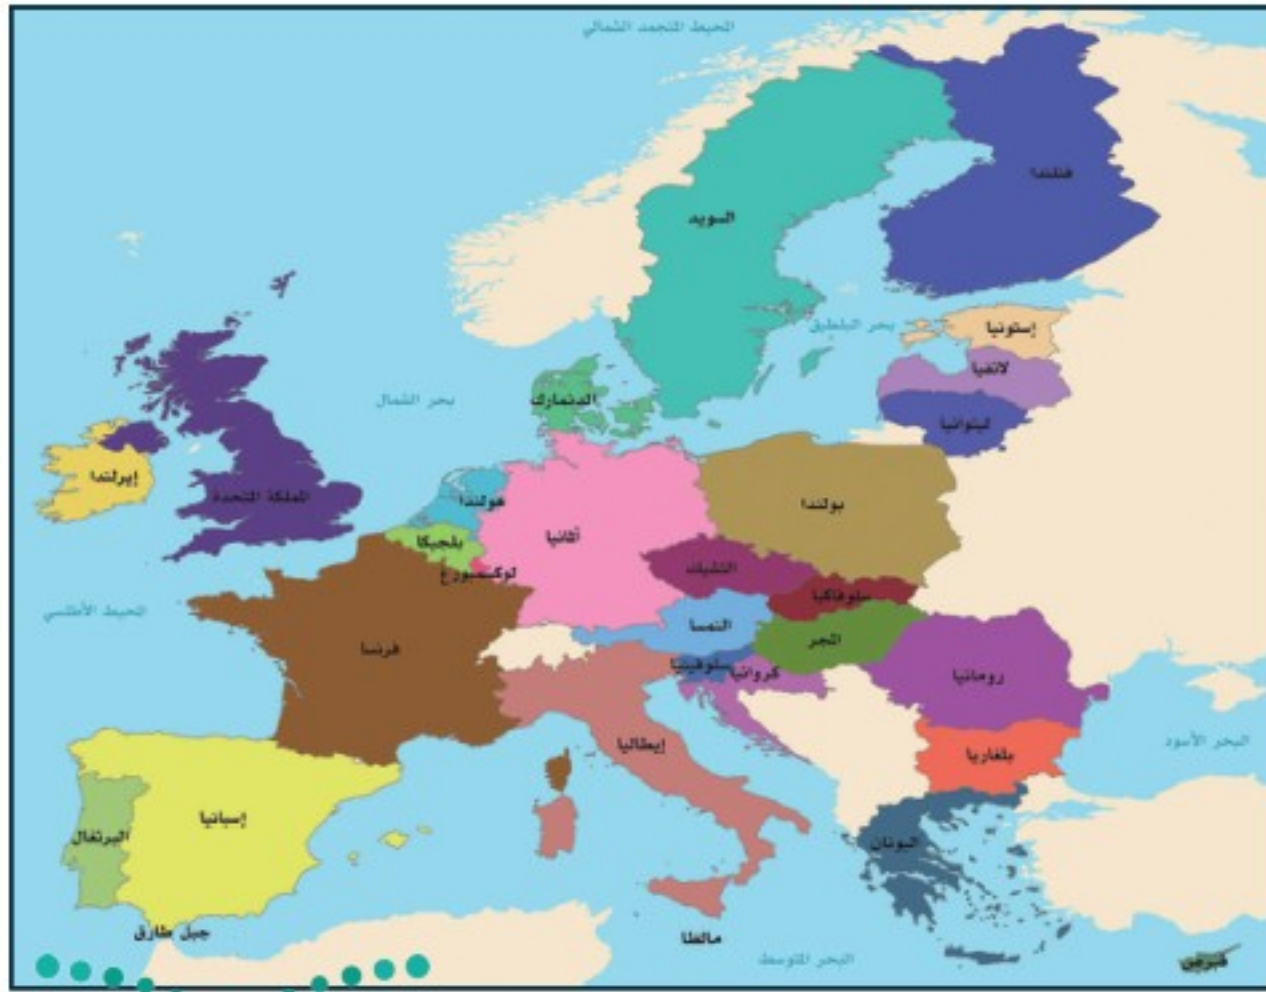 المحيط المتجمد الشمالي
فنلندا
السويد
بحر البلطيق
إستونيا
لاتفيا
ليتوانيا
الدنمارك
بحر الشمال
إيرلندا
المملكة المتحدة
هولندا
بلجيكا
لوكسمبورغ
ألمانيا
بولندا
التشيك
سلوفاكيا
النمسا
المجر
المحيط الأطلسي
فرنسا
سلوفينيا
كرواتيا
رومانيا
إيطاليا
بلغاريا
البحر الأسود
إسبانيا
البرتغال
اليونان
جبل طارق
مالطا
البحر المتوسط
قبرص